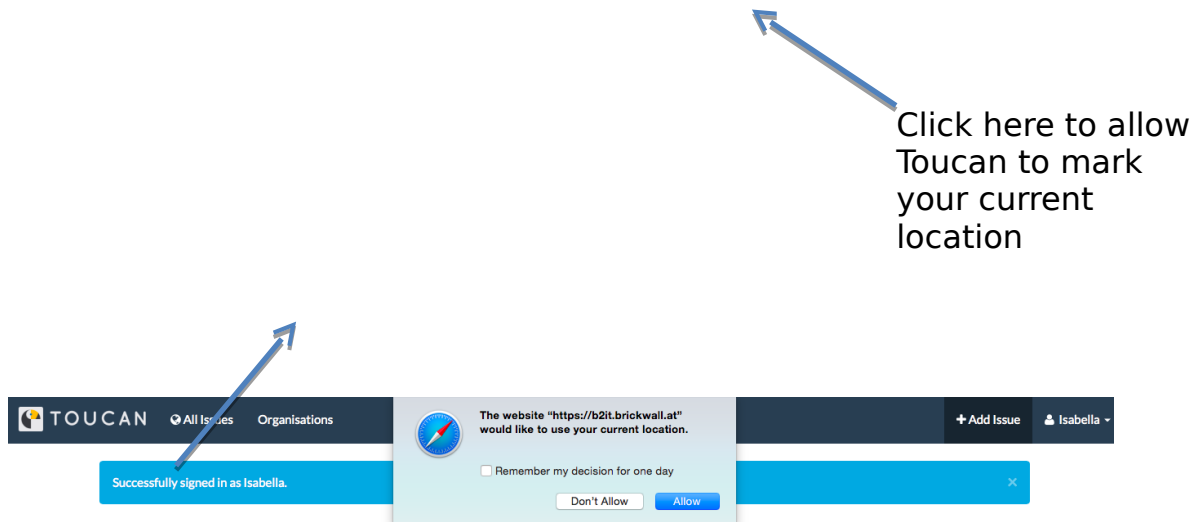 Click here to allow
Toucan to mark
your current
location
TOUCAN All Issues Organisations
The website “https://b2it.brickwall.at”
would like to use your current location.
+ Add Issue Isabella
Remember my decision for one day
Successfully signed in as Isabella. ×
Don't Allow Allow